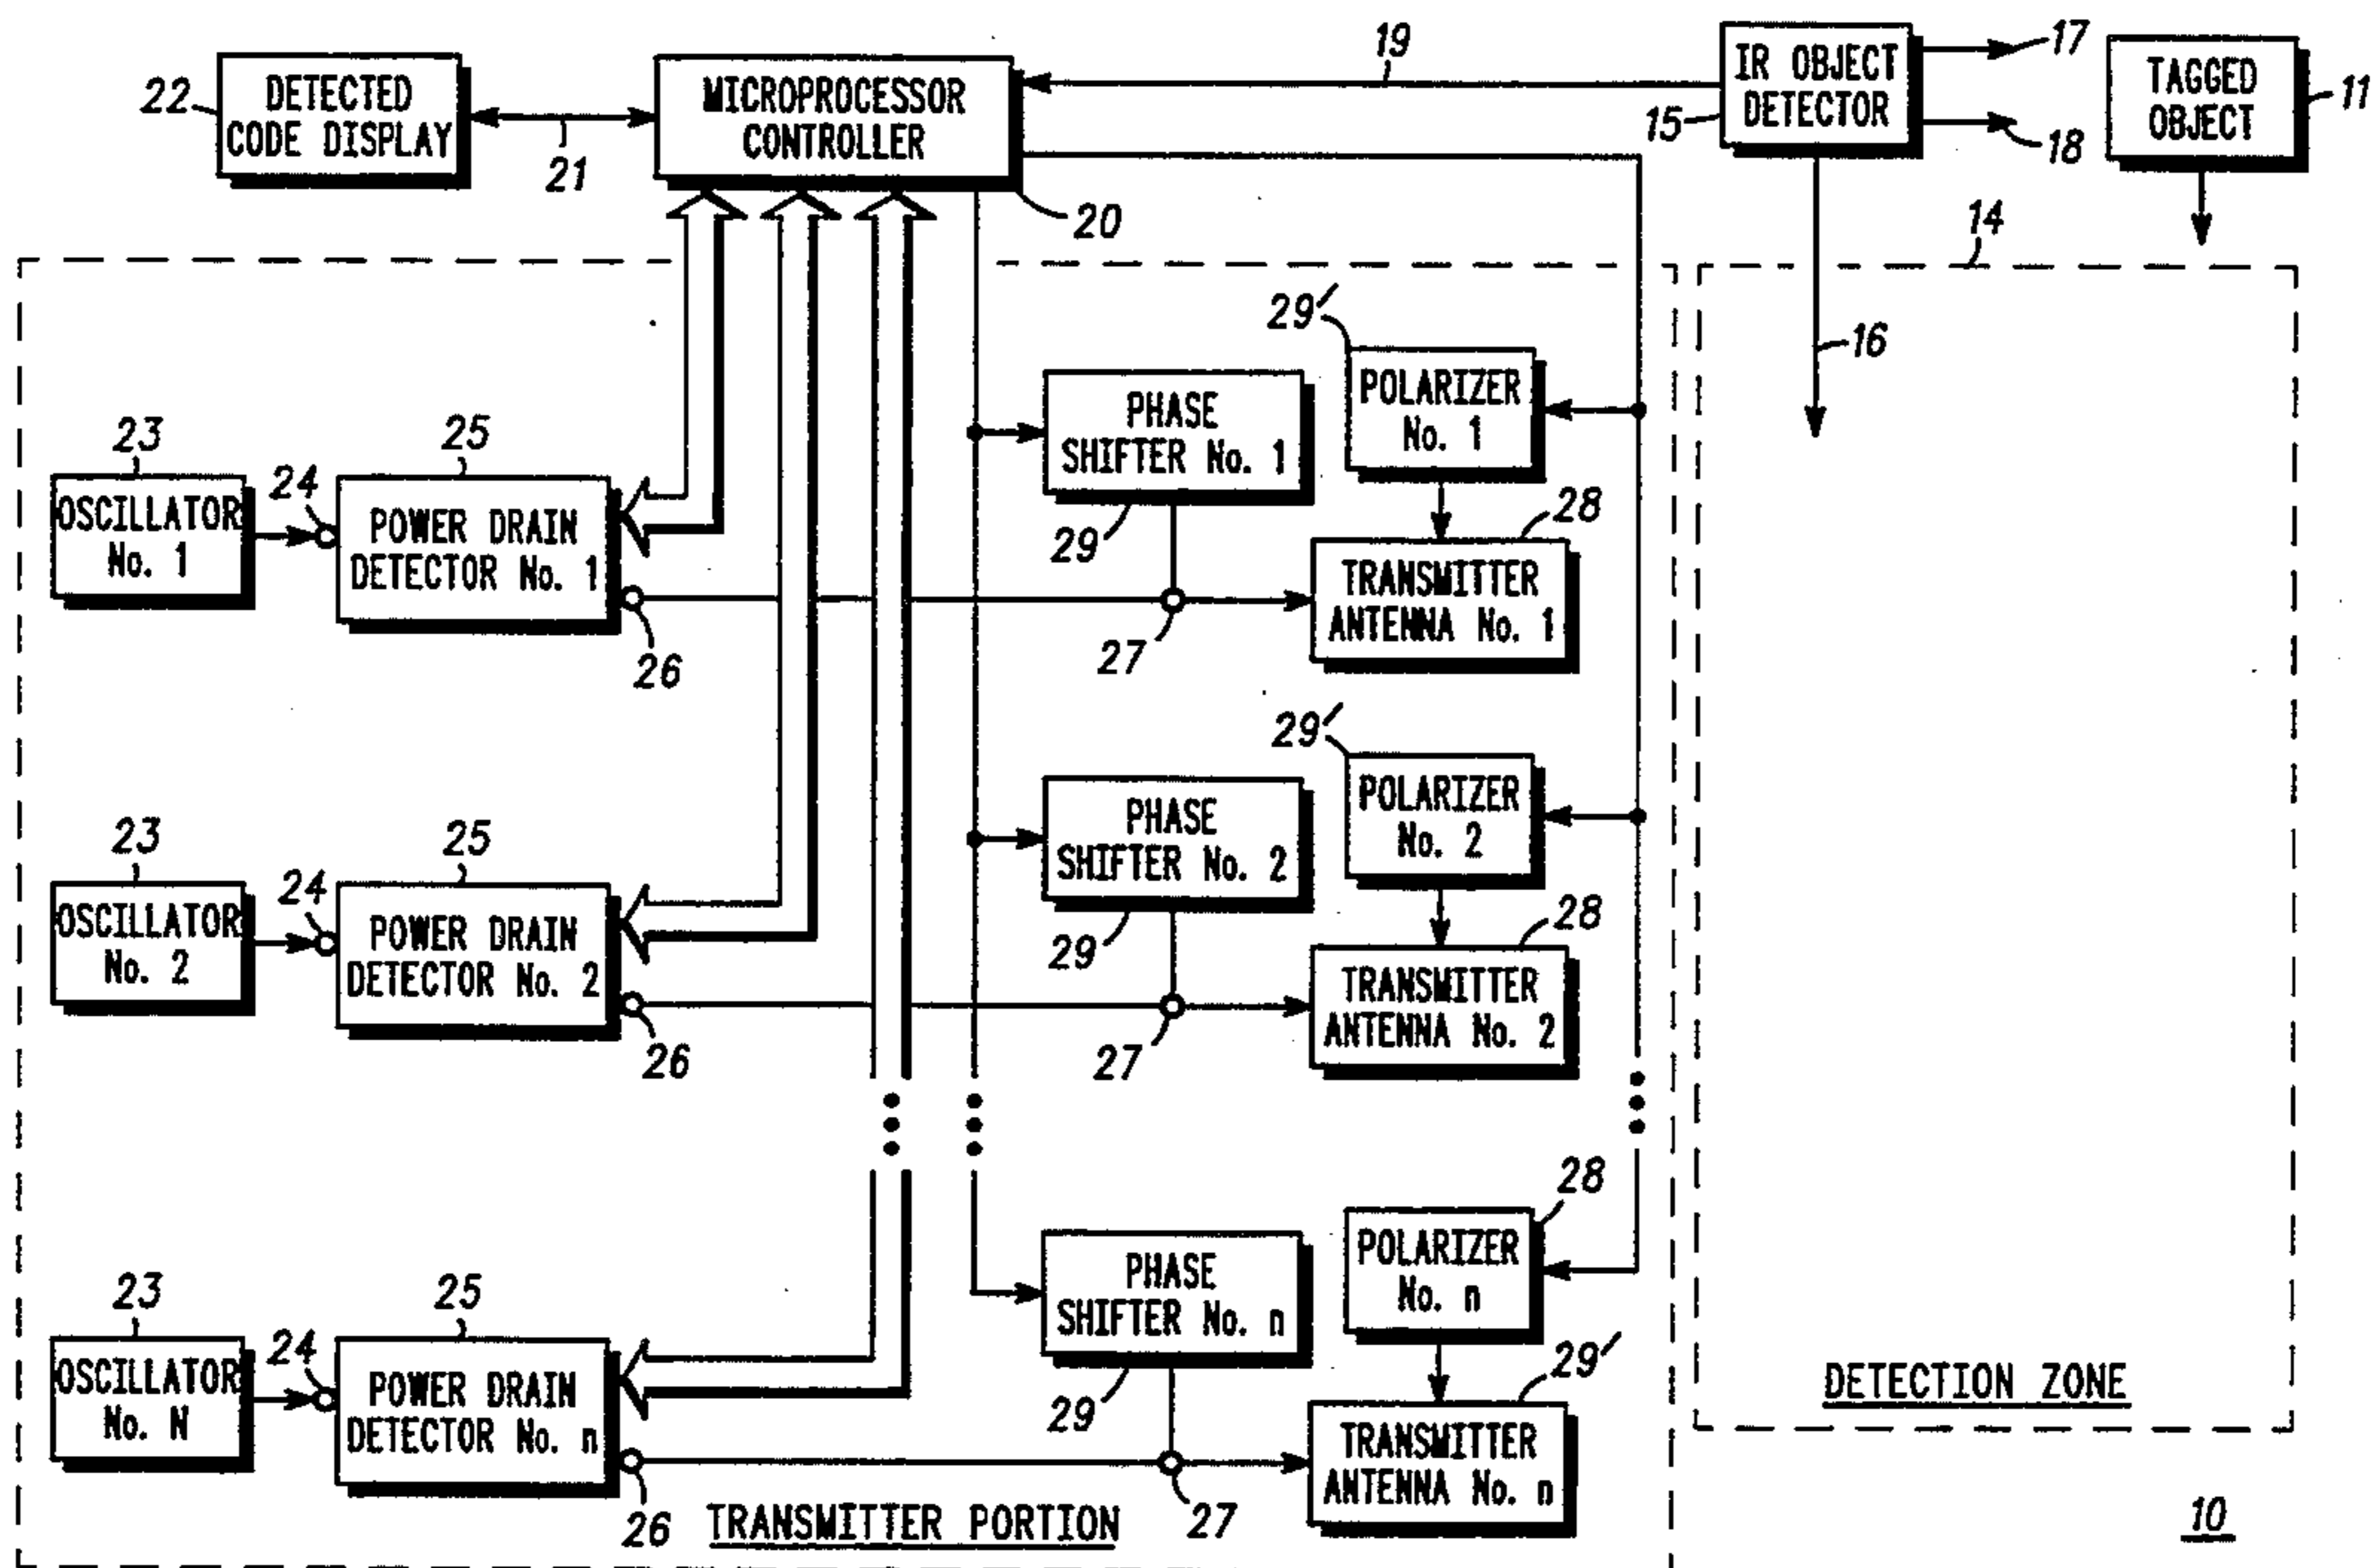 19
17
22
DETECTED
CODE DISPLAY
21
MICROPROCESSOR
CONTROLLER
20
IR OBJECT
DETECTOR
15
18
TAGGED
OBJECT
11
14
16
23
OSCILLATOR
No. 1
24
25
POWER DRAIN
DETECTOR No. 1
26
PHASE
SHIFTER No. 1
29
27
29'
POLARIZER
No. 1
28
TRANSMITTER
ANTENNA No. 1
23
OSCILLATOR
No. 2
24
25
POWER DRAIN
DETECTOR No. 2
26
PHASE
SHIFTER No. 2
29
27
29'
POLARIZER
No. 2
28
TRANSMITTER
ANTENNA No. 2
23
OSCILLATOR
No. N
24
25
POWER DRAIN
DETECTOR No. n
26
PHASE
SHIFTER No. n
29
27
28
POLARIZER
No. n
29'
TRANSMITTER
ANTENNA No. n
TRANSMITTER PORTION
DETECTION ZONE
10